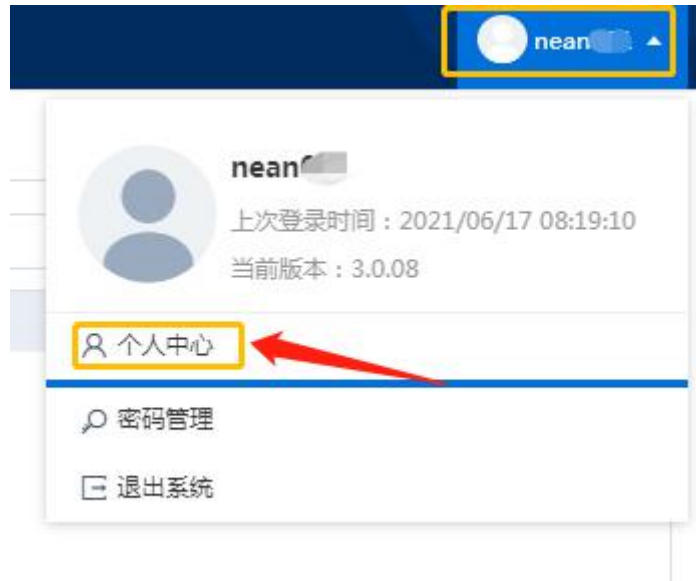 nean
nean
上次登录时间：2021/06/17 08:19:10
当前版本：3.0.08
个人中心
密码管理
退出系统